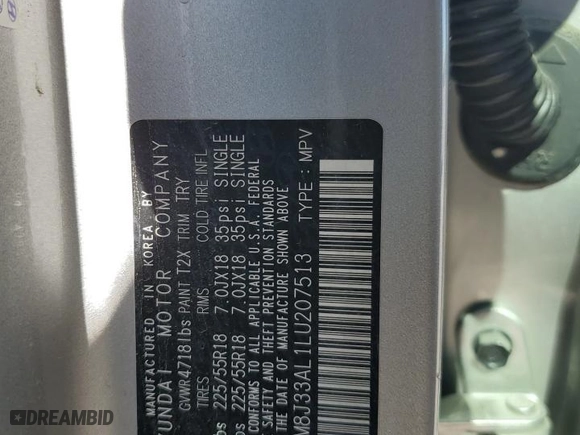 MANUFACTURED IN KOREA BY
YUNDAI MOTOR COMPANY
GVWR4718lbs PAINT T2X TRIM TRY
TIRES RIMS COLD TIRE INFL
bs 225/55R18 7.0JX18 35psi SINGLE
bs 225/55R18 7.0JX18 35psi SINGLE
CONFORMS TO ALL APPLICABLE U.S.A. FEDERAL
SAFETY AND THEFT PREVENTION STANDARDS
N THE DATE OF MANUFACTURE SHOWN ABOVE
M8J33AL1LU207513 TYPE : MPV
DREAMBID